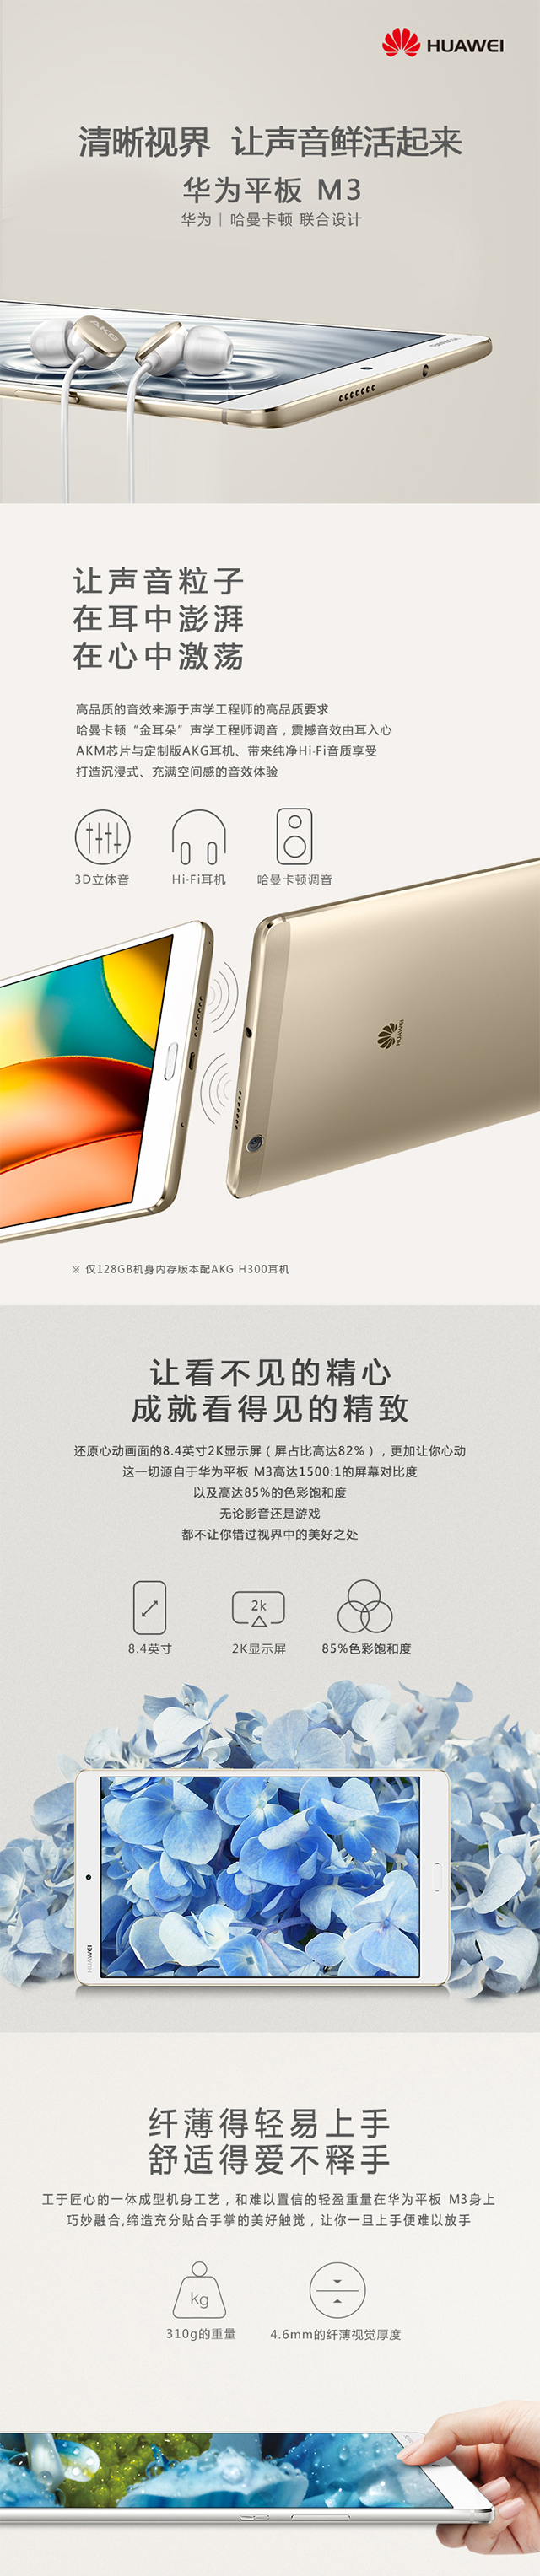 HUAWEI
清晰视界 让声音鲜活起来
华为平板 M3
华为｜哈曼卡顿 联合设计
AKG
HUAWEI
让声音粒子
在耳中澎湃
在心中激荡
高品质的音效来源于声学工程师的高品质要求
哈曼卡顿“金耳朵”声学工程师调音，震撼音效由耳入心
AKM芯片与定制版AKG耳机、带来纯净Hi-Fi音质享受
打造沉浸式、充满空间感的音效体验
3D立体音
Hi-Fi耳机
哈曼卡顿调音
HUAWEI
※ 仅128GB机身内存版本配AKG H300耳机
让看不见的精心
成就看得见的精致
还原心动画面的8.4英寸2K显示屏（屏占比高达82%），更加让你心动
这一切源自于华为平板 M3高达1500:1的屏幕对比度
以及高达85%的色彩饱和度
无论影音还是游戏
都不让你错过视界中的美好之处
2k
8.4英寸
2K显示屏
85%色彩饱和度
HUAWEI
纤薄得轻易上手
舒适得爱不释手
工于匠心的一体成型机身工艺，和难以置信的轻盈重量在华为平板 M3身上
巧妙融合,缔造充分贴合手掌的美好触觉，让你一旦上手便难以放手
kg
310g的重量
4.6mm的纤薄视觉厚度